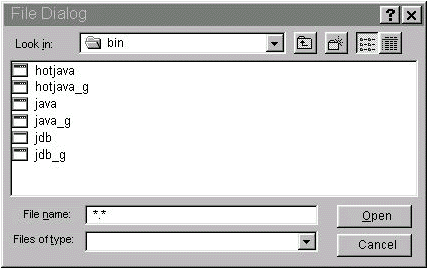 File Dialog
Look in: bin
hotjava
hotjava_g
java
java_g
jdb
jdb_g
File name: *.*
Open
Files of type:
Cancel